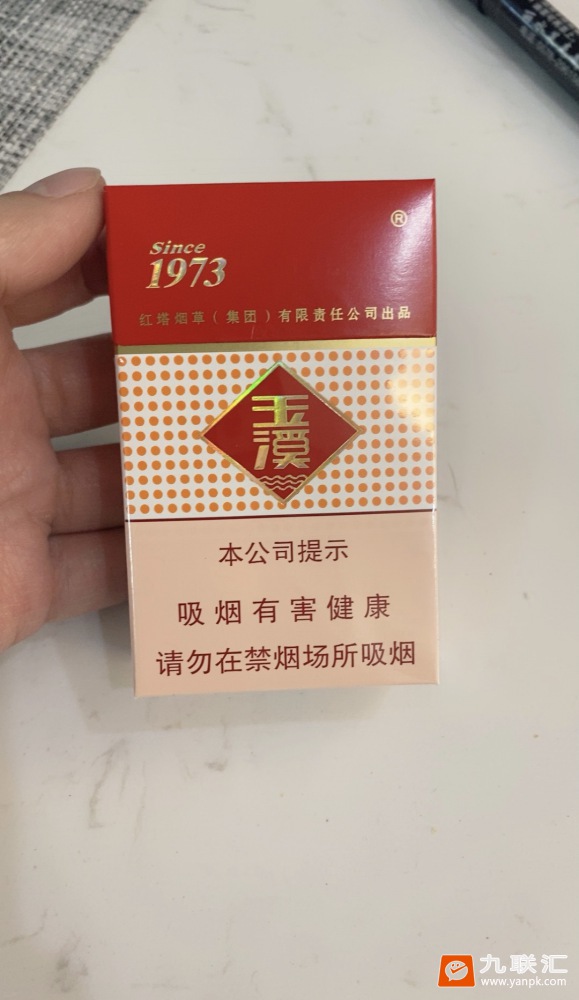 ®
Since
1973
红塔烟草（集团）有限责任公司出品
玉
溪
本公司提示
吸烟有害健康
请勿在禁烟场所吸烟
九联汇
www.yanpk.com